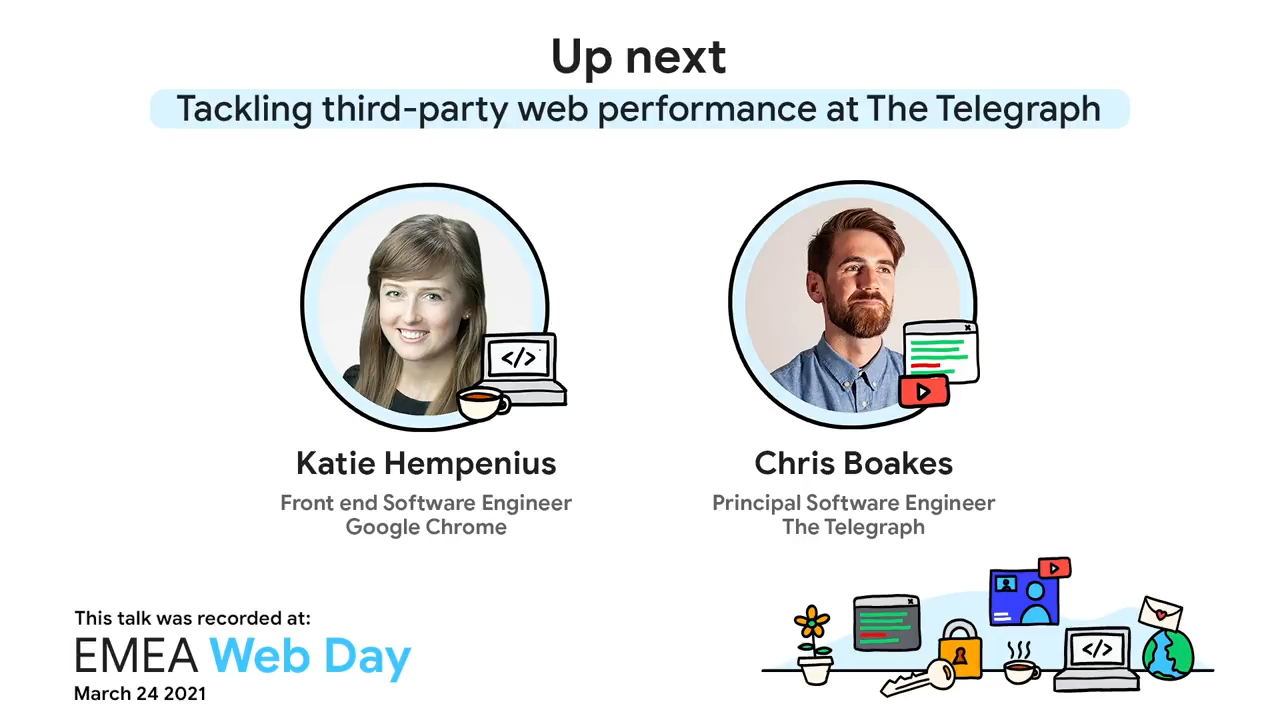 Up next
Tackling third-party web performance at The Telegraph
</>
Katie Hempenius
Front end Software Engineer
Google Chrome
Chris Boakes
Principal Software Engineer
The Telegraph
This talk was recorded at:
EMEA Web Day
March 24 2021
</>